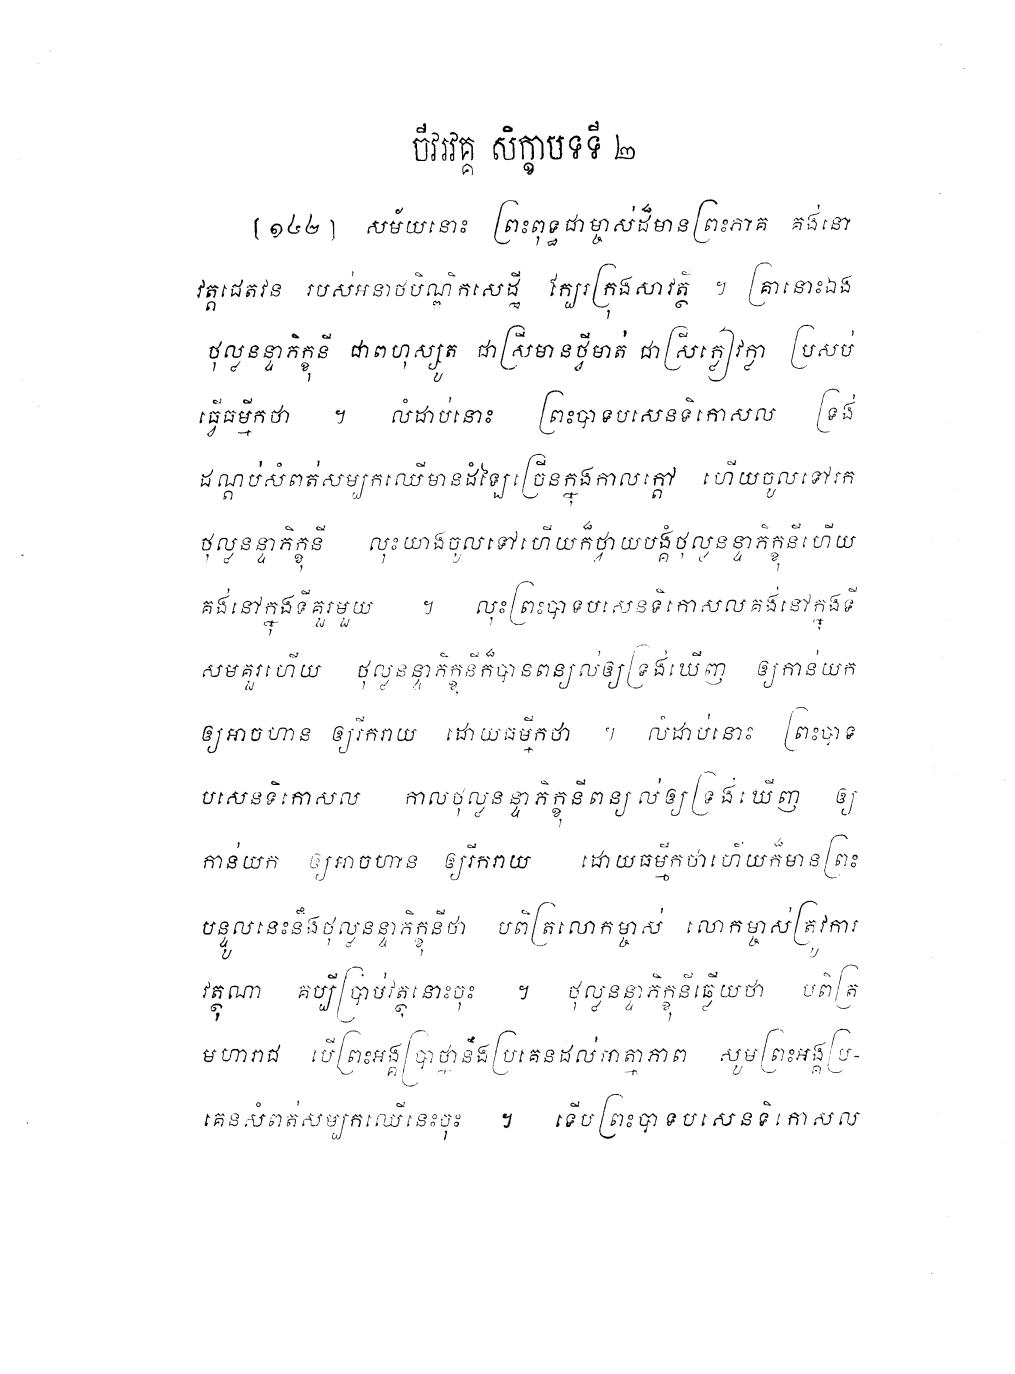 ចីវរវគ្គ សិក្ខាបទទី ២
[១៤២] សម័យនោះ ព្រះពុទ្ធជាម្ចាស់ដ៏មានព្រះភាគ គង់នៅ
វត្តជេតវន របស់អនាថបិណ្ឌិកសេដ្ឋី ក្បែរក្រុងសាវត្ថី ។ គ្រានោះឯង
ថុល្លនន្ទាភិក្ខុនី ជាពហុស្សូត ជាស្រីមានថ្វីមាត់ ជាស្រីក្លៀវក្លា ប្រសប់
ធ្វើធម្មីកថា ។ លំដាប់នោះ ព្រះបាទបសេនទិកោសល ទ្រង់
ដណ្តប់សំពត់សម្បកឈើមានដំឡៃច្រើនក្នុងកាលក្តៅ ហើយចូលទៅរក
ថុល្លនន្ទាភិក្ខុនី លុះយាងចូលទៅហើយក៏ថ្វាយបង្គំថុល្លនន្ទាភិក្ខុនីហើយ
គង់នៅក្នុងទីគួរមួយ ។ លុះព្រះបាទបសេនទិកោសលគង់នៅក្នុងទី
សមគួរហើយ ថុល្លនន្ទាភិក្ខុនីក៏បានពន្យល់ឲ្យទ្រង់ឃើញ ឲ្យកាន់យក
ឲ្យអាចហាន ឲ្យរីករាយ ដោយធម្មីកថា ។ លំដាប់នោះ ព្រះបាទ
បសេនទិកោសល កាលថុល្លនន្ទាភិក្ខុនីពន្យល់ឲ្យទ្រង់ឃើញ ឲ្យ
កាន់យក ឲ្យអាចហាន ឲ្យរីករាយ ដោយធម្មីកថាហើយក៏មានព្រះ
បន្ទូលនេះនឹងថុល្លនន្ទាភិក្ខុនីថា បពិត្រលោកម្ចាស់ លោកម្ចាស់ត្រូវការ
វត្ថុណា គប្បីប្រាប់វត្ថុនោះចុះ ។ ថុល្លនន្ទាភិក្ខុនីឆ្លើយថា បពិត្រ
មហារាជ បើព្រះអង្គប្រាថ្នានឹងប្រគេនដល់អាត្មាភាព សូមព្រះអង្គប្រ-
គេនសំពត់សម្បកឈើនេះចុះ ។ ទើបព្រះបាទបសេនទិកោសល